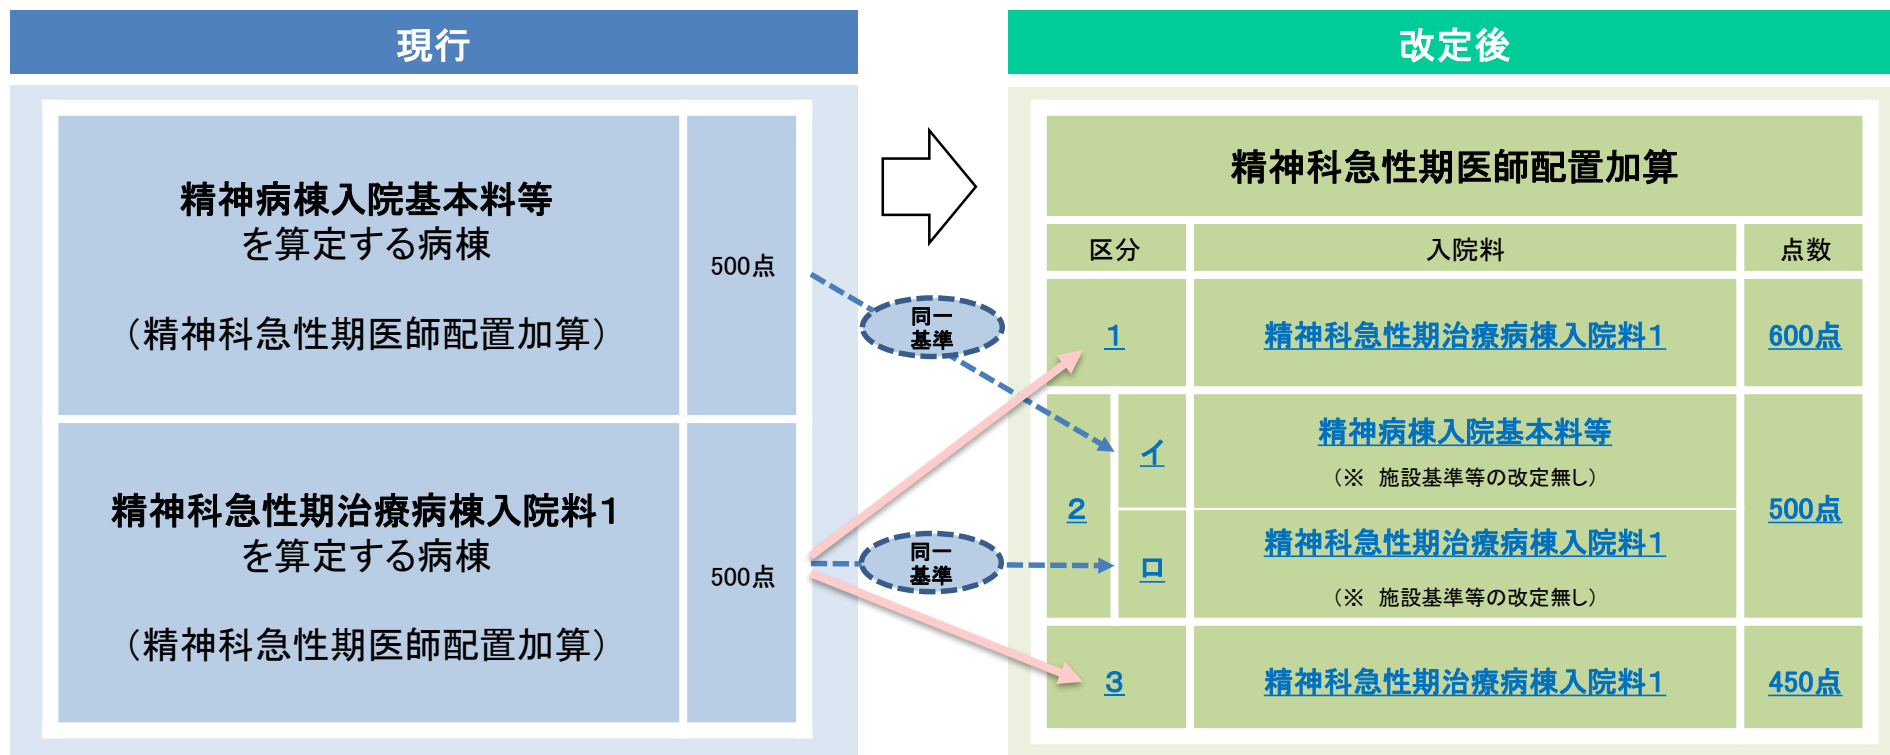 現行
精神病棟入院基本料等
を算定する病棟
（精神科急性期医師配置加算）
500点
精神科急性期治療病棟入院料1
を算定する病棟
（精神科急性期医師配置加算）
500点
同一
基準
同一
基準
改定後
精神科急性期医師配置加算
区分 入院料 点数
1 精神科急性期治療病棟入院料1 600点
2
イ
精神病棟入院基本料等
（※ 施設基準等の改定無し）
ロ
精神科急性期治療病棟入院料1
（※ 施設基準等の改定無し）
500点
3 精神科急性期治療病棟入院料1 450点